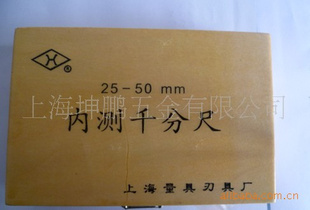 ®
25-50 mm
上海坤鹏五金有限公司
内测千分尺
上海量具刃具厂